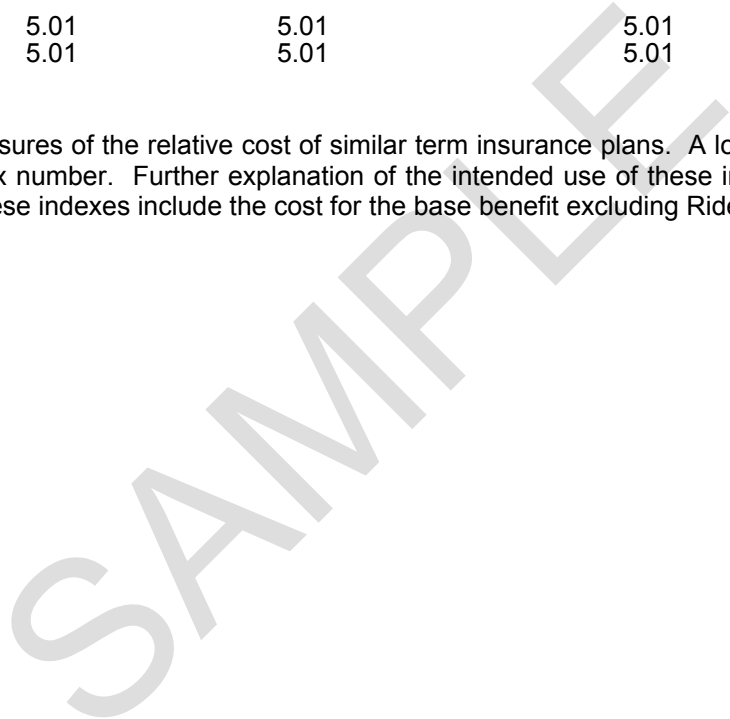 5.01 5.01 5.01
5.01 5.01 5.01
sures of the relative cost of similar term insurance plans. A lo
x number. Further explanation of the intended use of these i
ese indexes include the cost for the base benefit excluding Ride
SAMPLE